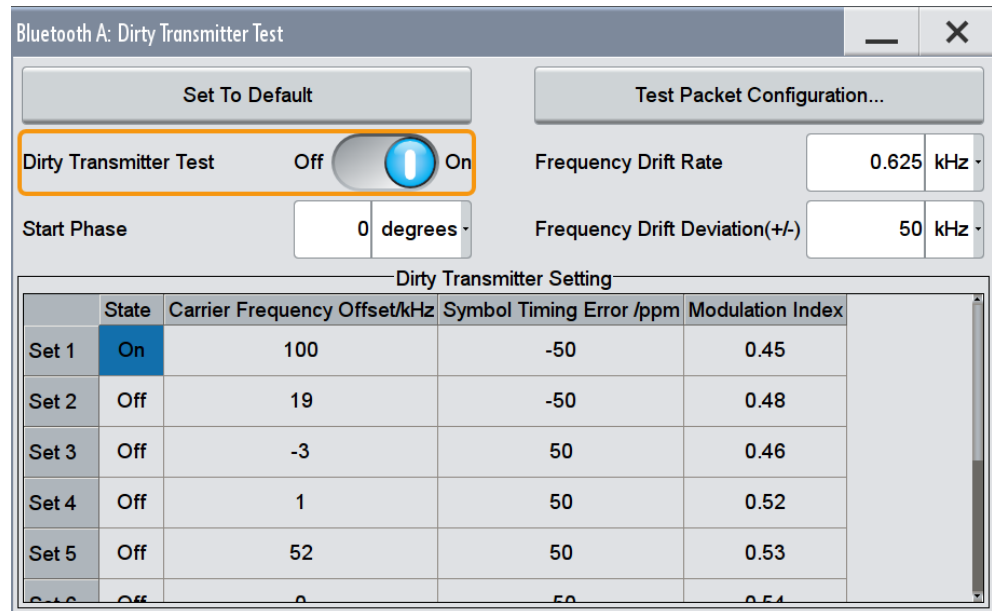 Bluetooth A: Dirty Transmitter Test
Set To Default
Test Packet Configuration...
Dirty Transmitter Test Off On
Frequency Drift Rate 0.625 kHz
Start Phase 0 degrees
Frequency Drift Deviation(+/-) 50 kHz
Dirty Transmitter Setting
State Carrier Frequency Offset/kHz Symbol Timing Error /ppm Modulation Index
Set 1 On 100 -50 0.45
Set 2 Off 19 -50 0.48
Set 3 Off -3 50 0.46
Set 4 Off 1 50 0.52
Set 5 Off 52 50 0.53